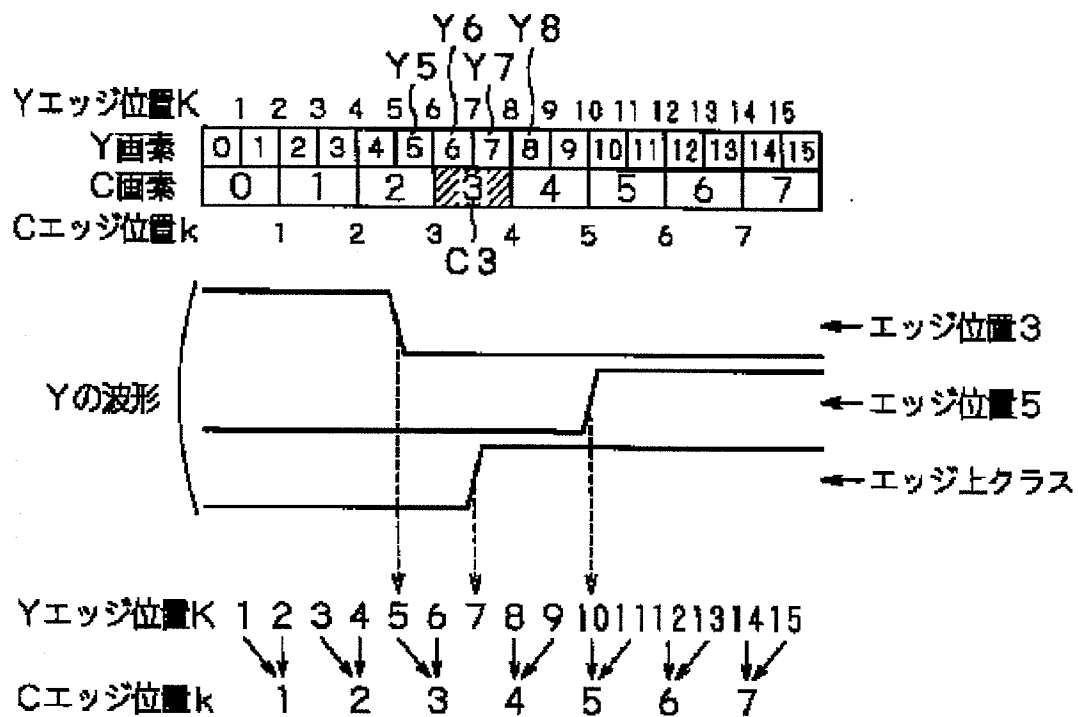 Y6 Y8
Y5 Y7
Yエッジ位置K 1 2 3 4 5 6 7 8 9 10 11 12 13 14 15
Y画素 0 1 2 3 4 5 6 7 8 9 10 11 12 13 14 15
C画素 0 1 2 3 4 5 6 7
Cエッジ位置k 1 2 3 4 5 6 7
C3
エッジ位置3
Yの波形
エッジ位置5
エッジ上クラス
Yエッジ位置K 1 2 3 4 5 6 7 8 9 10 11 12 13 14 15
Cエッジ位置k 1 2 3 4 5 6 7